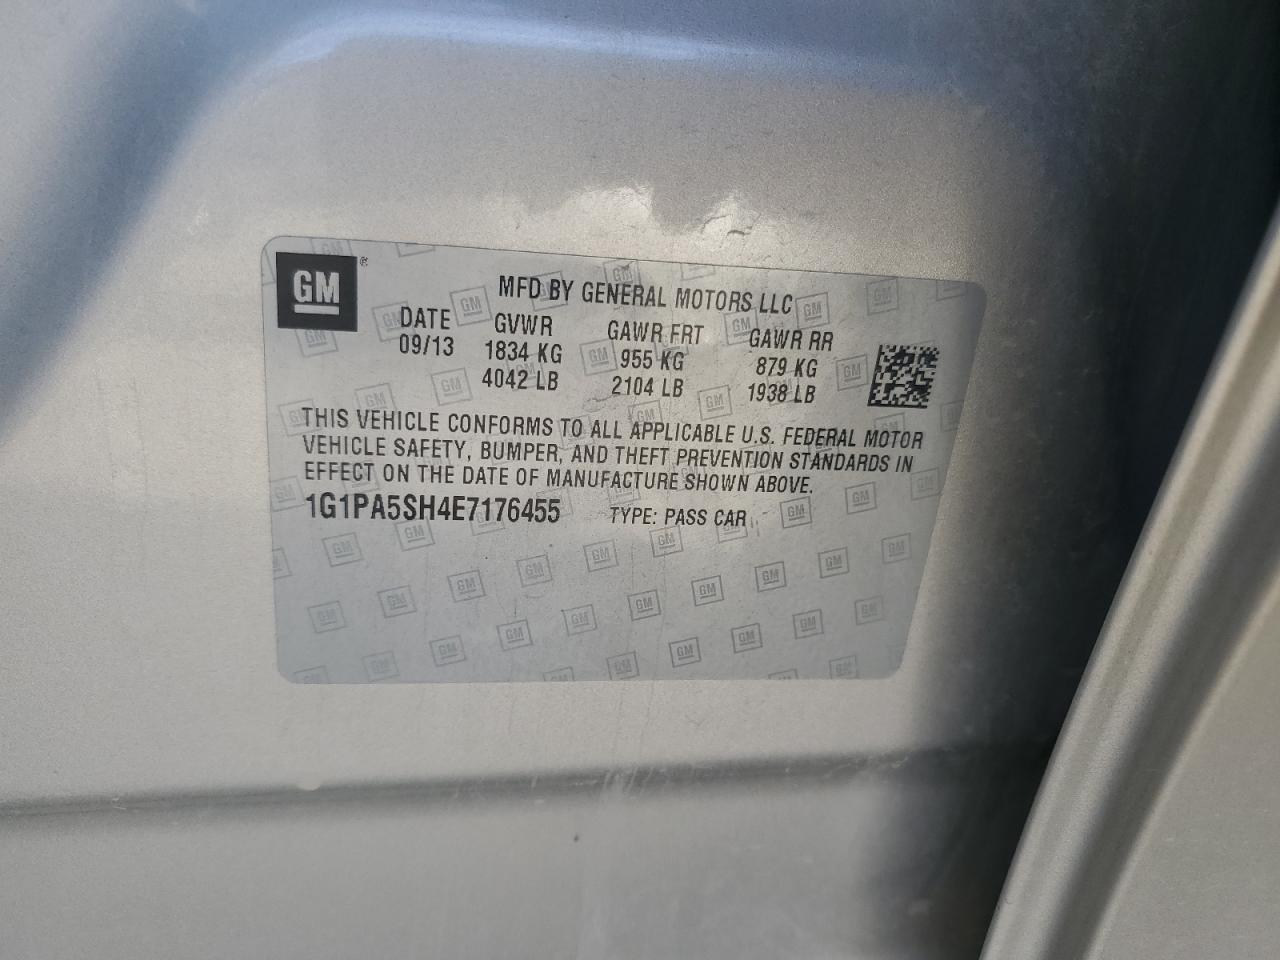 GM®
MFD BY GENERAL MOTORS LLC
DATE GVWR GAWR FRT GAWR RR
09/13 1834 KG 955 KG 879 KG
4042 LB 2104 LB 1938 LB
THIS VEHICLE CONFORMS TO ALL APPLICABLE U.S. FEDERAL MOTOR
VEHICLE SAFETY, BUMPER, AND THEFT PREVENTION STANDARDS IN
EFFECT ON THE DATE OF MANUFACTURE SHOWN ABOVE.
1G1PA5SH4E7176455 TYPE: PASS CAR